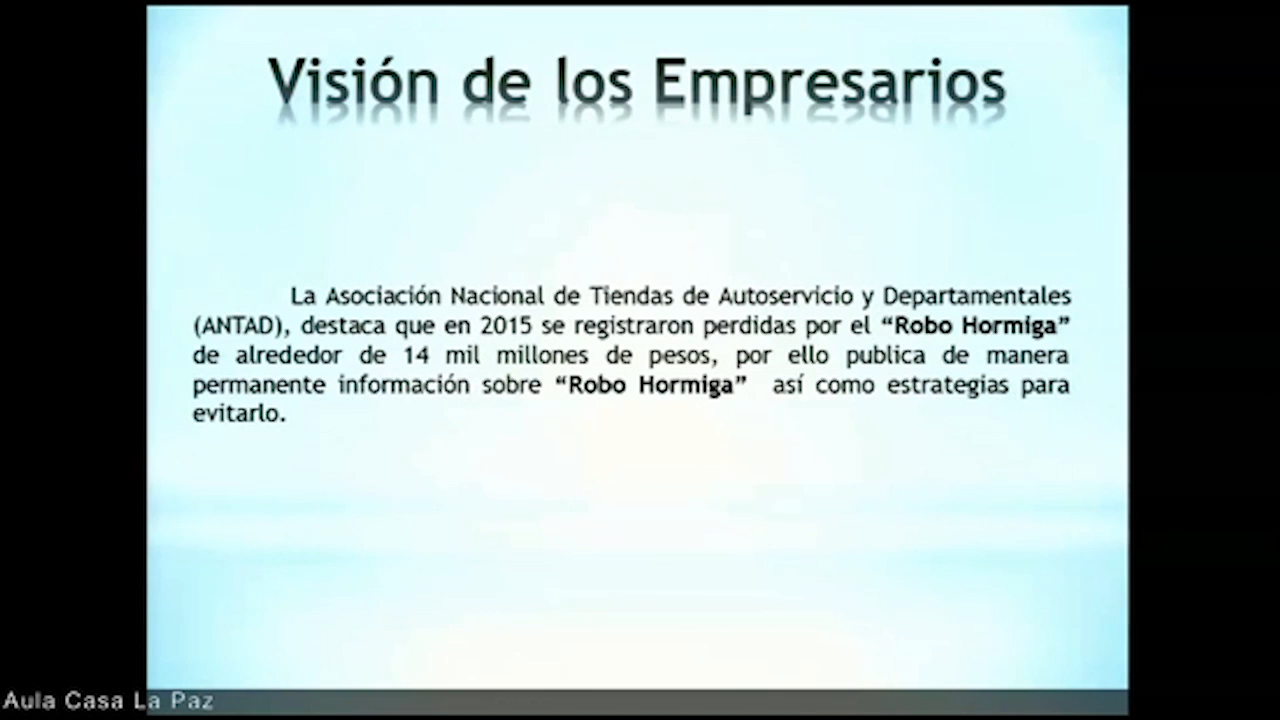 Visión de los Empresarios
La Asociación Nacional de Tiendas de Autoservicio y Departamentales
(ANTAD), destaca que en 2015 se registraron perdidas por el “Robo Hormiga”
de alrededor de 14 mil millones de pesos, por ello publica de manera
permanente información sobre “Robo Hormiga” así como estrategias para
evitarlo.
Aula Casa La Paz